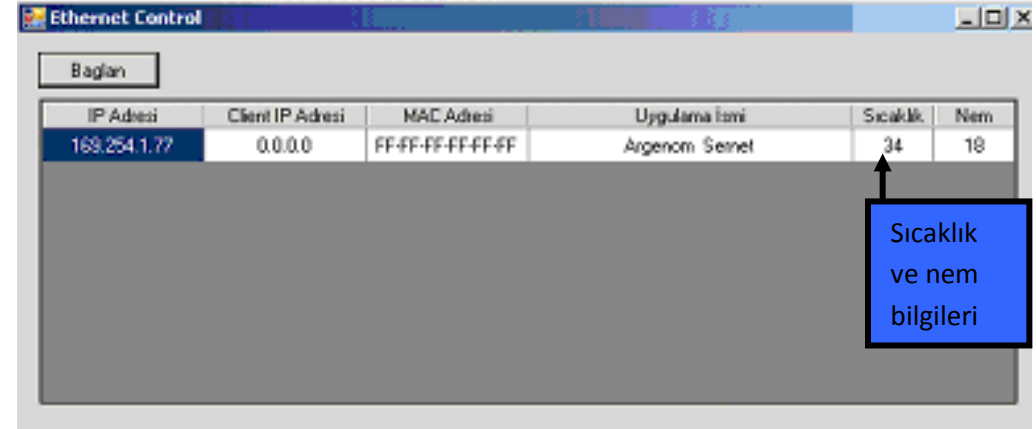 Ethernet Control
Baglan
IP Adresi Client IP Adresi MAC Adresi Uygulama İsmi Sıcaklık Nem
169.254.1.77 0.0.0.0 FF-FF-FF-FF-FF-FF Argenom Sernet 34 18
Sıcaklık
ve nem
bilgileri